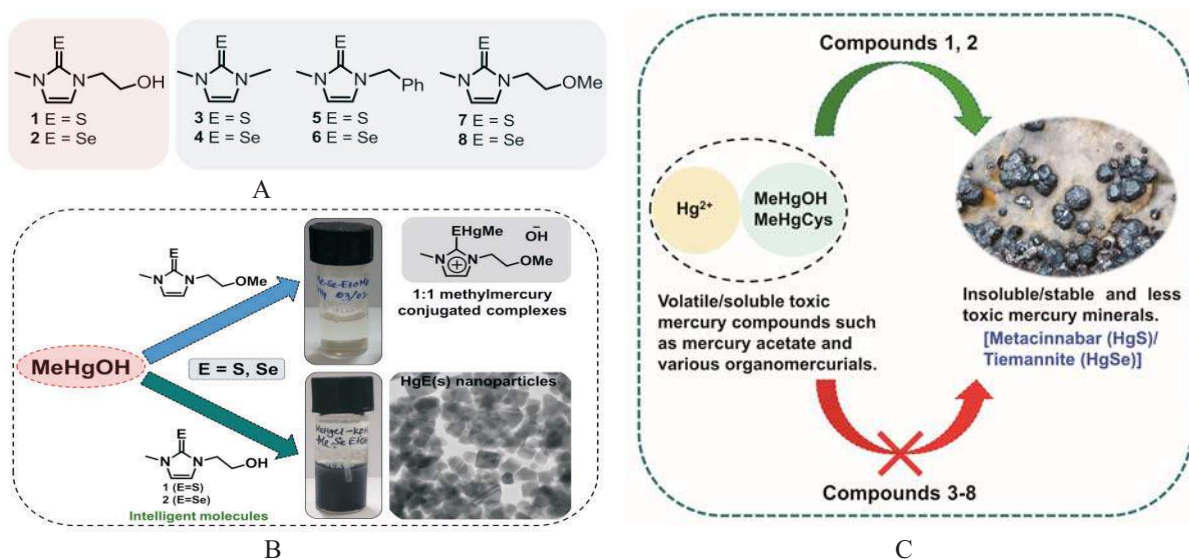 E
N
N
OH
1 E = S
2 E = Se
E
N
N
3 E = S
4 E = Se
E
N
N
Ph
5 E = S
6 E = Se
E
N
N
OMe
7 E = S
8 E = Se
A
MeHgOH
E
N
N
OMe
E = S, Se
E
N
N
OH
1 (E=S)
2 (E=Se)
Intelligent molecules
EHgMe
OH
N
N
OMe
1:1 methylmercury
conjugated complexes
HgE(s) nanoparticles
B
Compounds 1, 2
Hg²⁺
MeHgOH
MeHgCys
Volatile/soluble toxic
mercury compounds such
as mercury acetate and
various organomercurials.
Insoluble/stable and less
toxic mercury minerals.
[Metacinnabar (HgS)/
Tiemannite (HgSe)]
Compounds 3-8
C